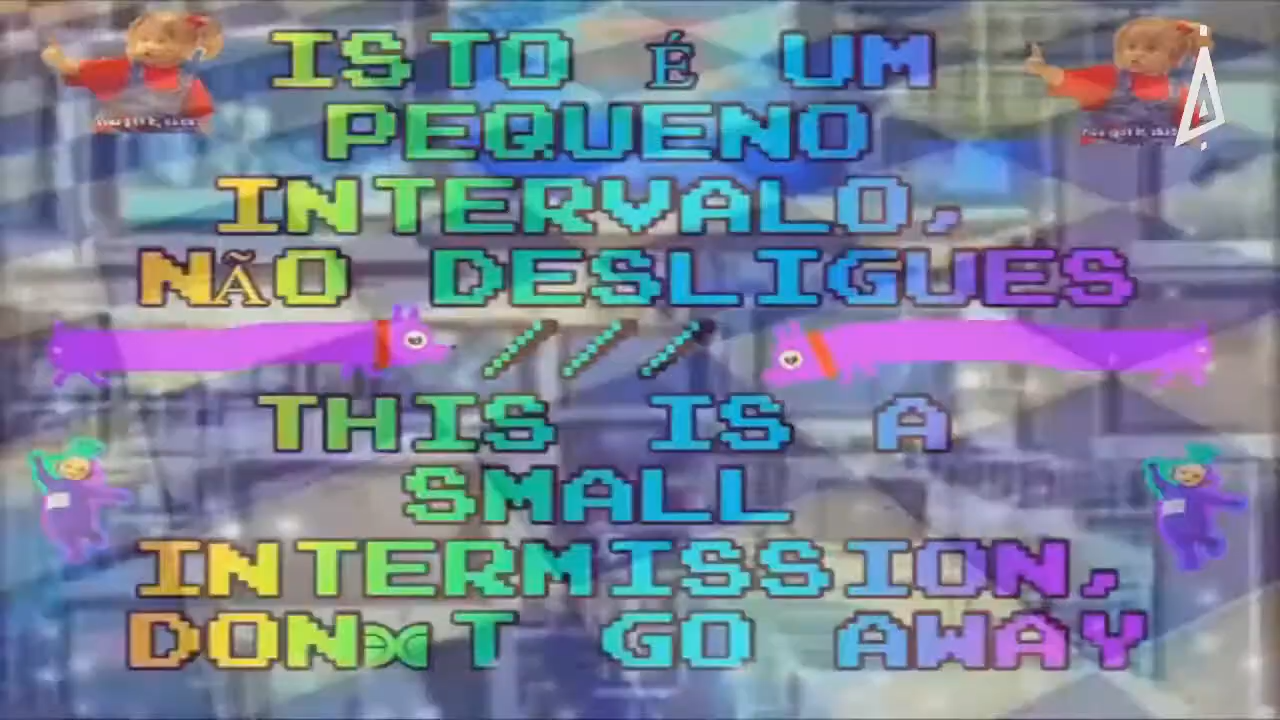 ISTO É UM
PEQUENO
INTERVALO,
NÃO DESLIGUES
THIS IS A
SMALL
INTERMISSION,
DON T GO AWAY